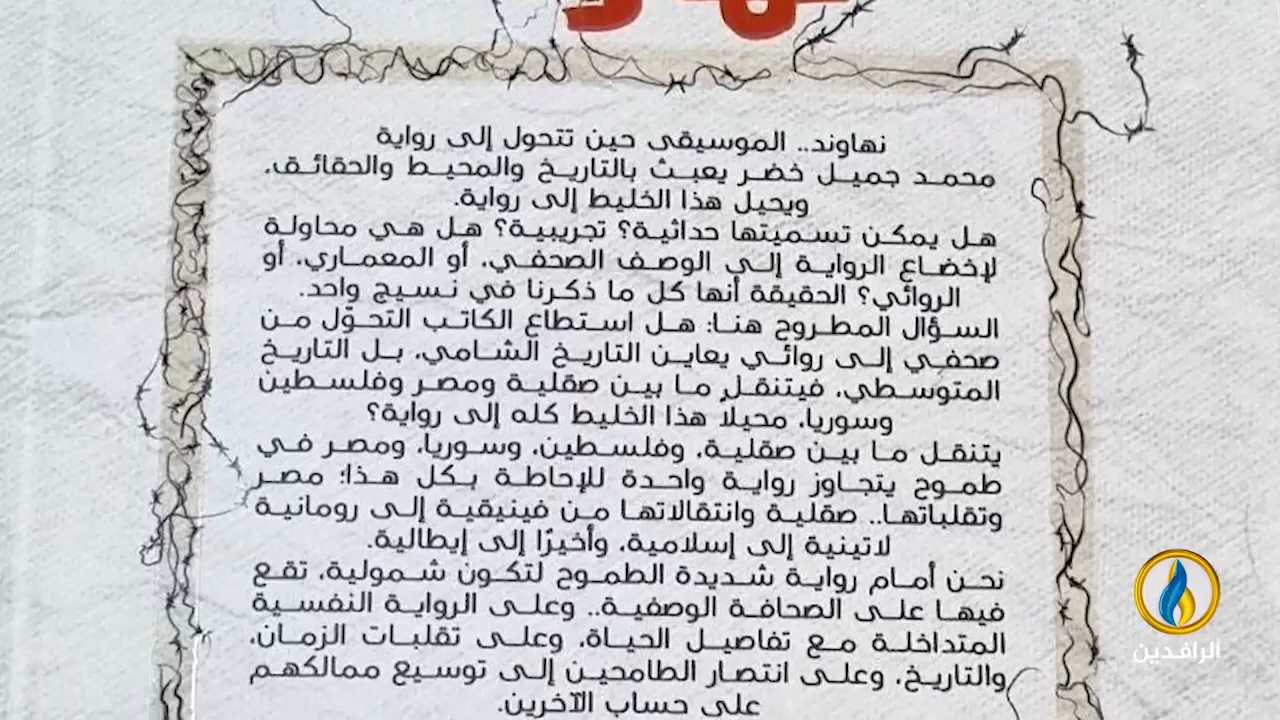 نهاوند.. الموسيقى حين تتحول إلى رواية
محمد جميل خضر يعبث بالتاريخ والمحيط والحقائق،
ويحيل هذا الخليط إلى رواية.
هل يمكن تسميتها حداثية؟ تجريبية؟ هل هي محاولة
لإخضاع الرواية إلى الوصف الصحفي، أو المعماري، أو
الروائي؟ الحقيقة أنها كل ما ذكرنا في نسيج واحد.
السؤال المطروح هنا: هل استطاع الكاتب التحوّل من
صحفي إلى روائي يعاين التاريخ الشامي، بل التاريخ
المتوسطي، فيتنقل ما بين صقلية ومصر وفلسطين
وسوريا، محيلاً هذا الخليط كله إلى رواية؟
يتنقل ما بين صقلية، وفلسطين، وسوريا، ومصر في
طموح يتجاوز رواية واحدة للإحاطة بكل هذا؛ مصر
وتقلباتها.. صقلية وانتقالاتها من فينيقية إلى رومانية
لاتينية إلى إسلامية، وأخيرًا إلى إيطالية.
نحن أمام رواية شديدة الطموح لتكون شمولية، تقع
فيها على الصحافة الوصفية.. وعلى الرواية النفسية
المتداخلة مع تفاصيل الحياة، وعلى تقلبات الزمان،
والتاريخ، وعلى انتصار الطامحين إلى توسيع ممالكهم
على حساب الآخرين.
الرافدين